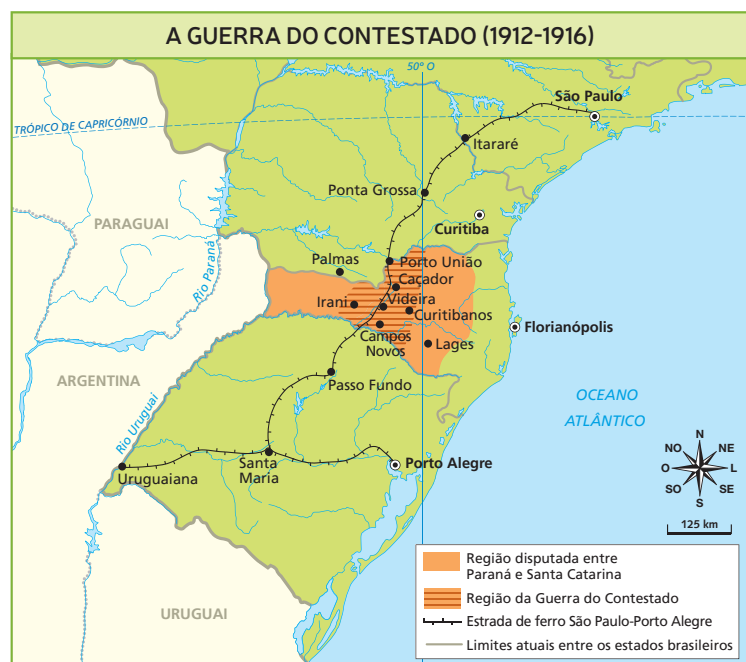 A GUERRA DO CONTESTADO (1912-1916)
50º O
São Paulo
TRÓPICO DE CAPRICÓRNIO
Itararé
Ponta Grossa
PARAGUAI
Curitiba
Rio Paraná
Palmas
Porto União
Caçador
Irani
Videira
Curitibanos
Florianópolis
Campos
Novos
Lages
ARGENTINA
Passo Fundo
OCEANO
ATLÂNTICO
Rio Uruguai
N
NO
NE
O
L
SO
SE
S
Santa
Maria
Porto Alegre
Uruguaiana
125 km
Região disputada entre
Paraná e Santa Catarina
Região da Guerra do Contestado
Estrada de ferro São Paulo-Porto Alegre
Limites atuais entre os estados brasileiros
URUGUAI